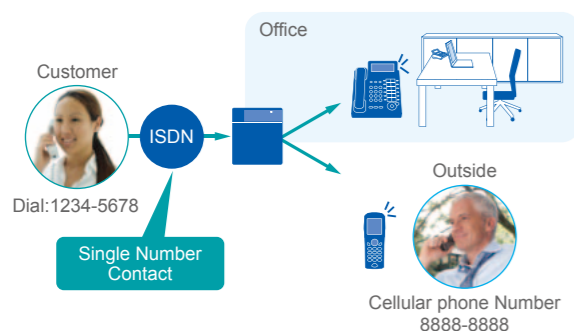 Office
Customer
ISDN
Dial:1234-5678
Single Number
Contact
Outside
Cellular phone Number
8888-8888